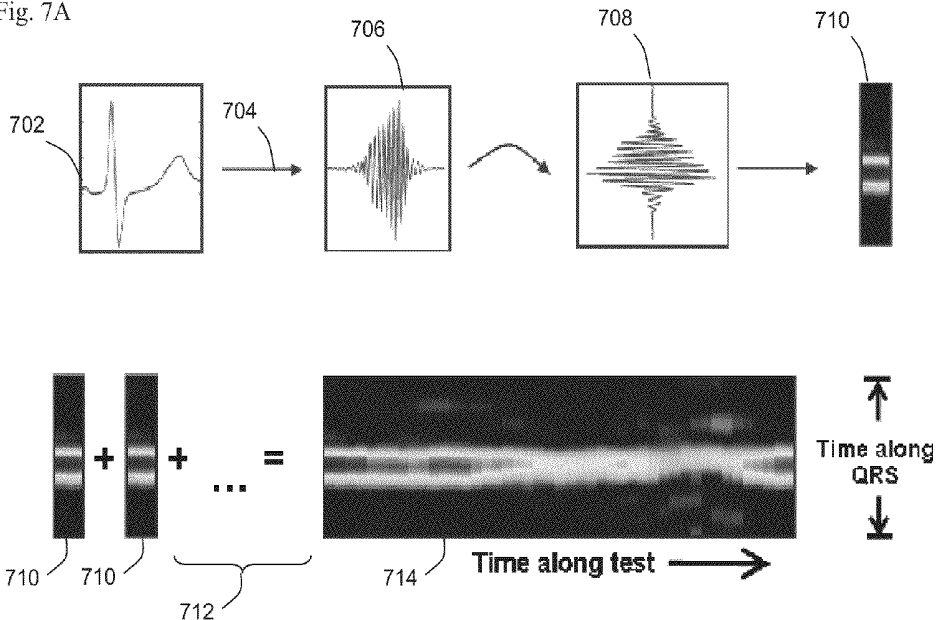 Fig. 7A
706
708
710
702
704
+ + ... =
Time along
QRS
710
710
712
714
Time along test